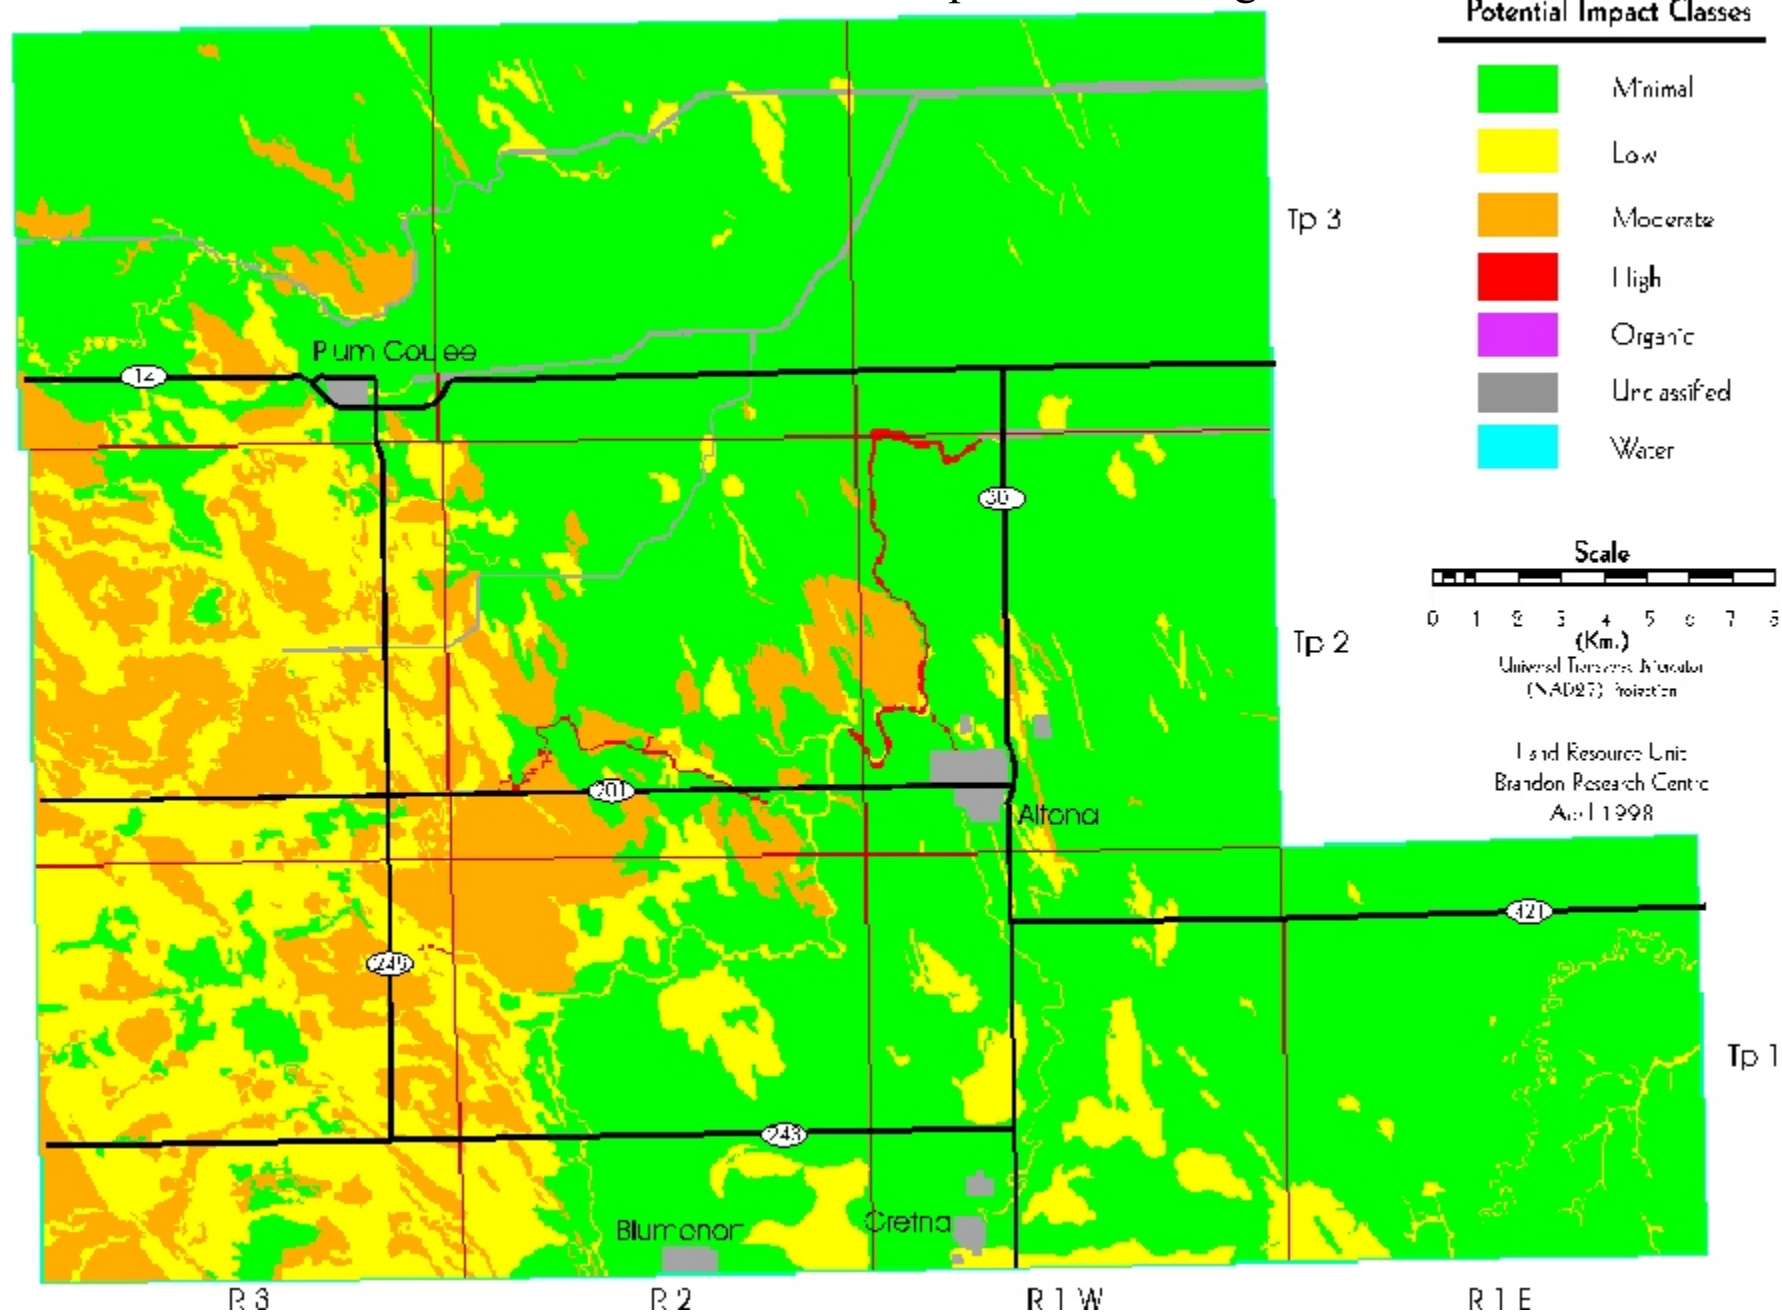 Potential Impact Classes
Minimal
Low
Moderate
High
Organic
Unclassified
Water
Tp 3
Plum Coulee
14
30
Scale
0 1 2 3 4 5 6 7 8
(Km.)
Universal Transverse Mercator
(NAD27) Projection
Tp 2
Land Resource Unit
Brandon Research Centre
April 1998
201
Altona
421
Tp 1
243
Gretna
R 3
R 2
R 1 W
R 1 E